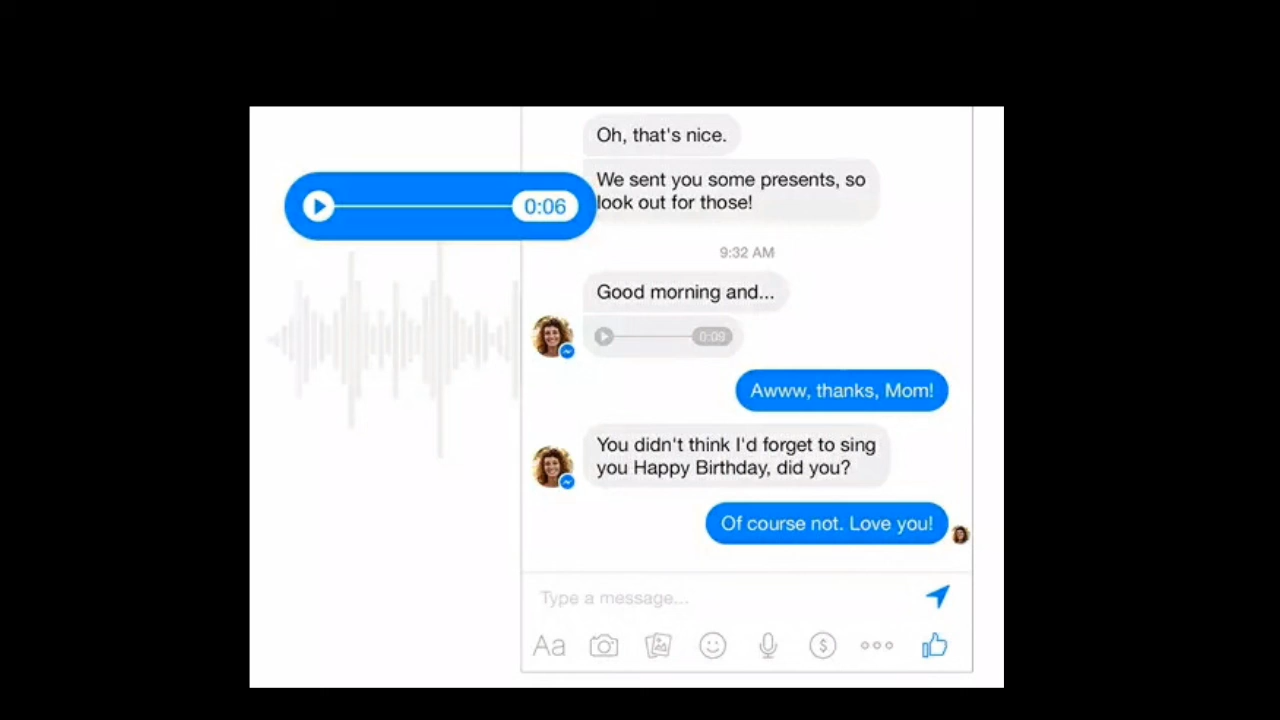 Oh, that's nice.
We sent you some presents, so
look out for those!
0:06
9:32 AM
Good morning and...
0:09
Awww, thanks, Mom!
You didn't think I'd forget to sing
you Happy Birthday, did you?
Of course not. Love you!
Type a message...
Aa
$